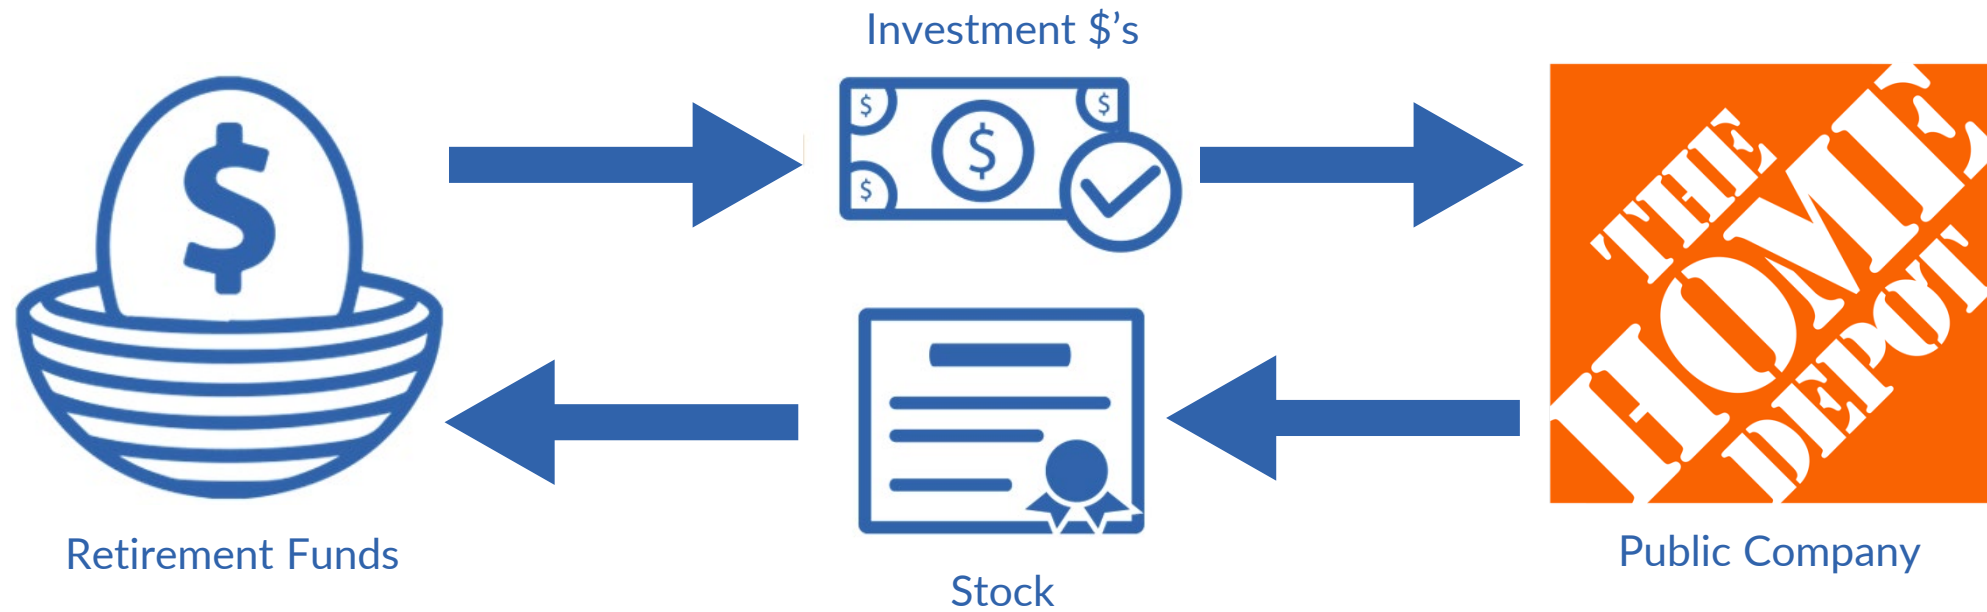 Investment $'s
$
$
$
$
$
THE
HOME
DEPOT
Retirement Funds
Stock
Public Company